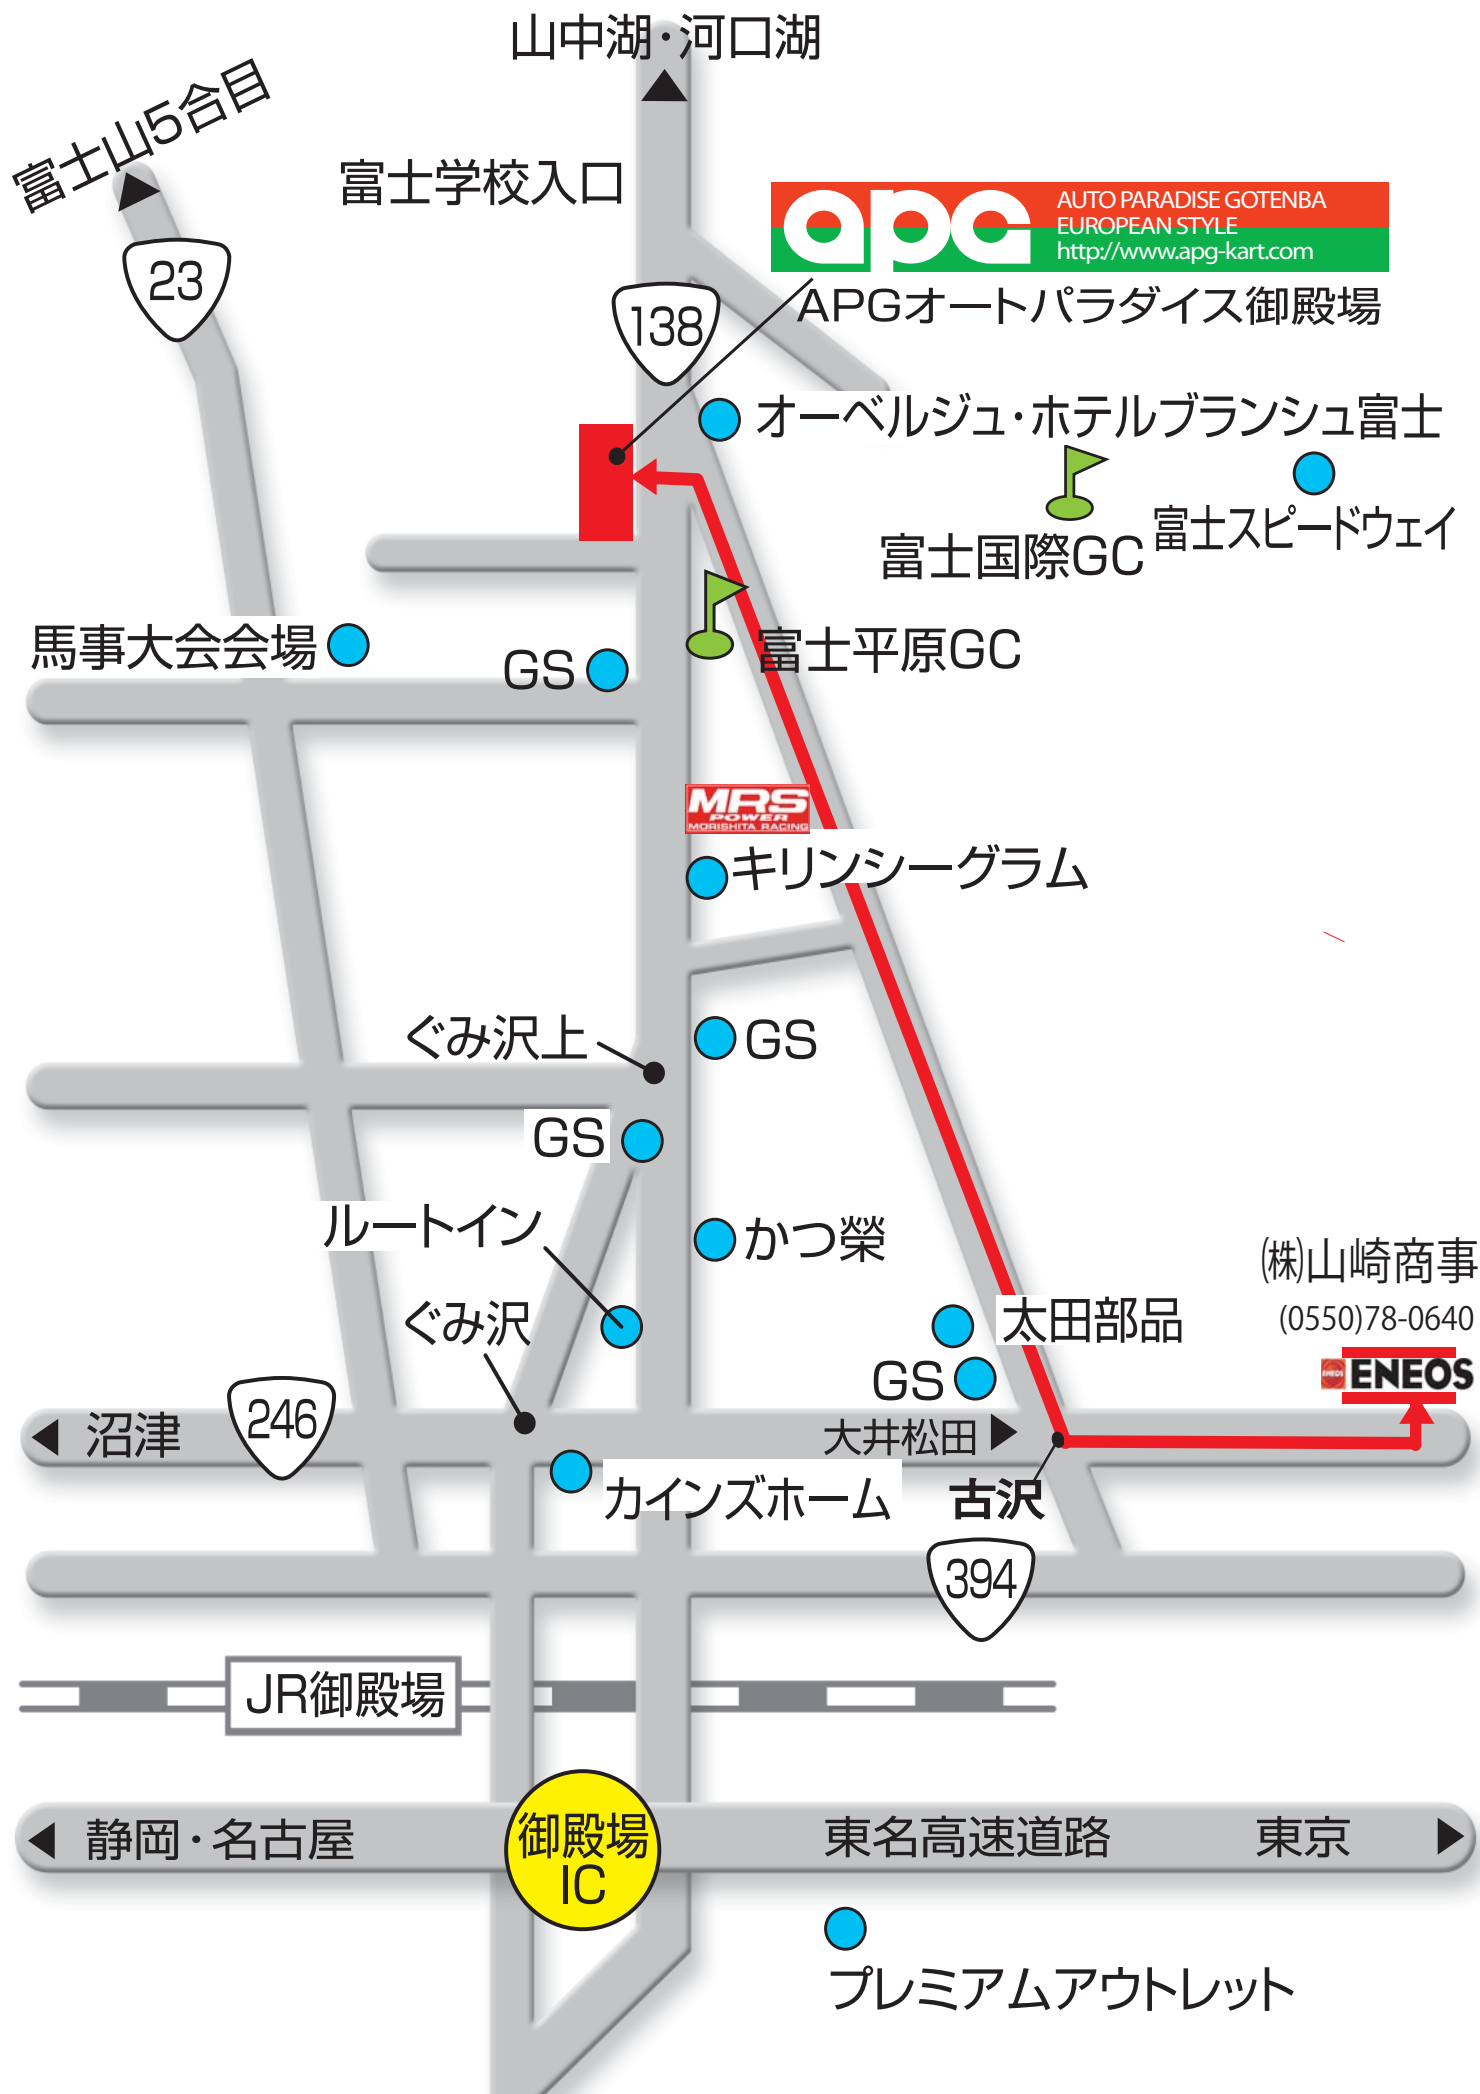 山中湖・河口湖
富士山5合目
富士学校入口
apg
AUTO PARADISE GOTENBA
EUROPEAN STYLE
http://www.apg-kart.com
23
138
APGオートパラダイス御殿場
オーベルジュ・ホテルブランシュ富士
富士スピードウェイ
富士国際GC
馬事大会会場
GS
富士平原GC
MRS
POWER
MORISHITA RACING
キリンシーグラム
ぐみ沢上
GS
GS
ルートイン
かつ榮
㈱山崎商事
(0550)78-0640
ぐみ沢
太田部品
GS
ENEOS
ENEOS
246
沼津
大井松田
カインズホーム
古沢
394
JR御殿場
静岡・名古屋
御殿場
IC
東名高速道路
東京
プレミアムアウトレット